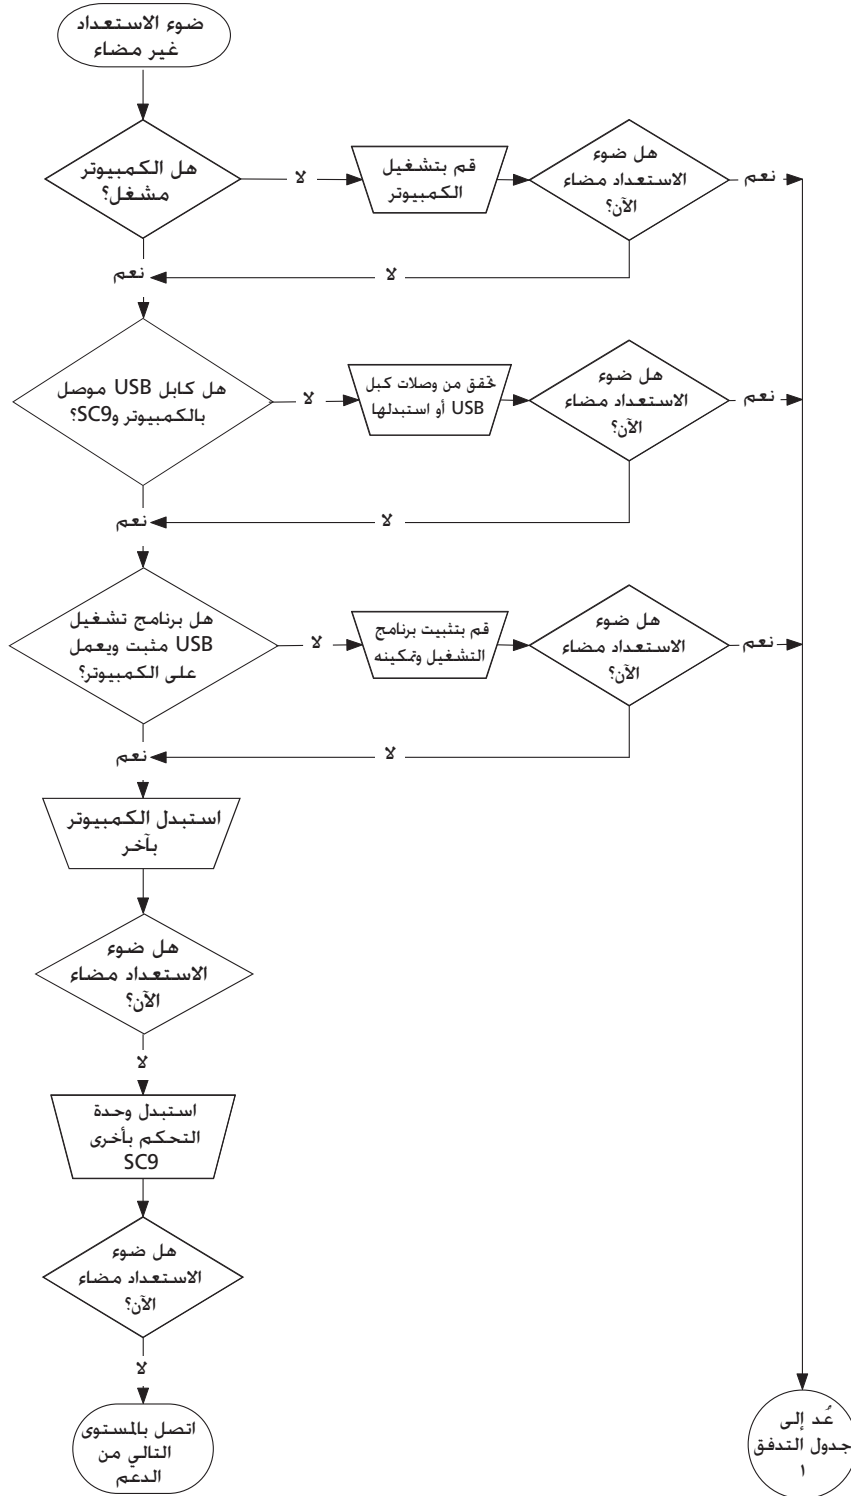 ضوء الاستعداد
غير مضاء
هل الكمبيوتر
مشغل؟
لا
قم بتشغيل
الكمبيوتر
هل ضوء
الاستعداد مضاء
الآن؟
نعم
نعم
لا
هل كابل USB موصل
بالكمبيوتر وSC9؟
لا
تحقق من وصلات كبل
USB أو استبدلها
هل ضوء
الاستعداد مضاء
الآن؟
نعم
نعم
لا
هل برنامج تشغيل
USB مثبت ويعمل
على الكمبيوتر؟
لا
قم بتثبيت برنامج
التشغيل وتمكينه
هل ضوء
الاستعداد مضاء
الآن؟
نعم
نعم
لا
استبدل الكمبيوتر
بآخر
هل ضوء
الاستعداد مضاء
الآن؟
لا
استبدل وحدة
التحكم بأخرى
SC9
هل ضوء
الاستعداد مضاء
الآن؟
لا
اتصل بالمستوى
التالي من
الدعم
عُد إلى
جدول التدفق
١